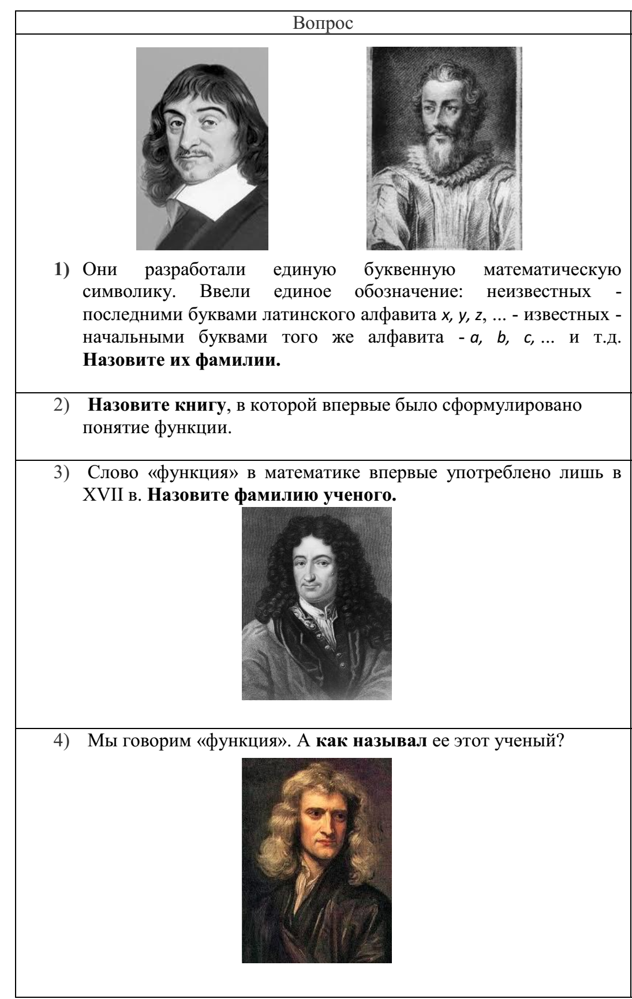 Вопрос
1) Они разработали единую буквенную математическую
символику. Ввели единое обозначение: неизвестных -
последними буквами латинского алфавита x, y, z, ... - известных -
начальными буквами того же алфавита - a, b, c, ... и т.д.
Назовите их фамилии.
2) Назовите книгу, в которой впервые было сформулировано
понятие функции.
3) Слово «функция» в математике впервые употреблено лишь в
XVII в. Назовите фамилию ученого.
4) Мы говорим «функция». А как называл ее этот ученый?